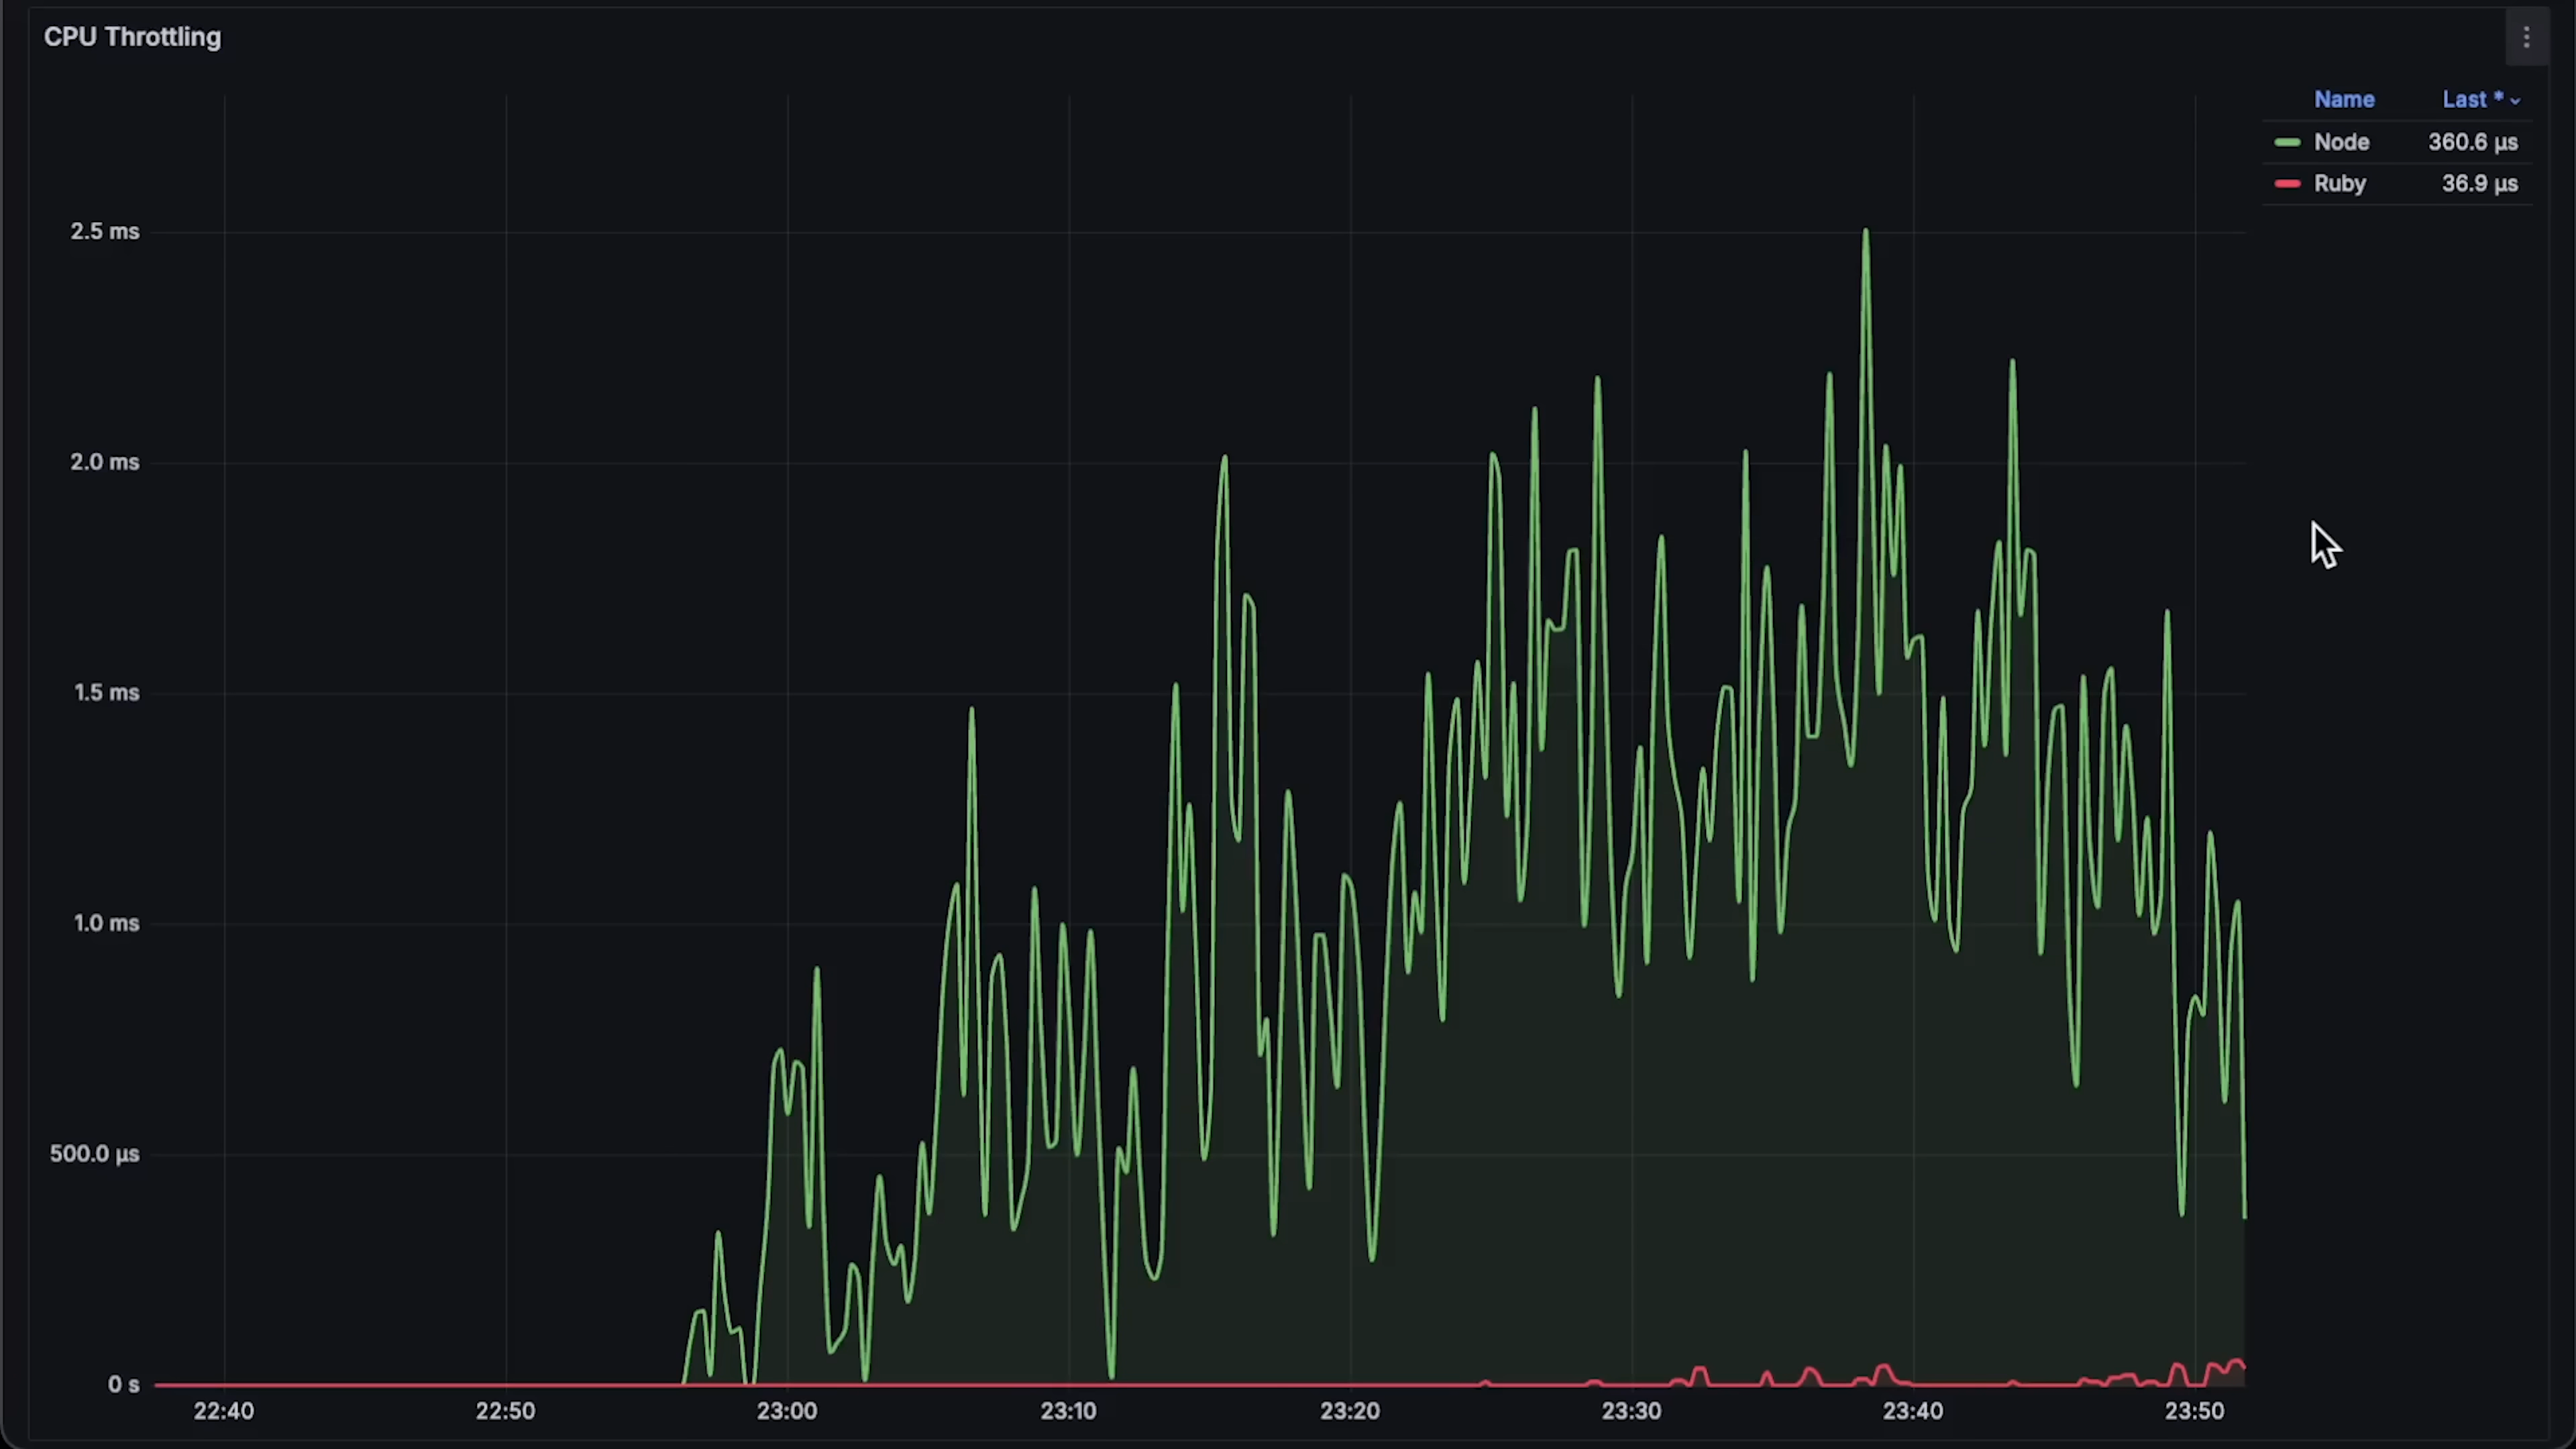 CPU Throttling
Name Last *
Node 360.6 µs
Ruby 36.9 µs
2.5 ms
2.0 ms
1.5 ms
1.0 ms
500.0 µs
0 s
22:40 22:50 23:00 23:10 23:20 23:30 23:40 23:50